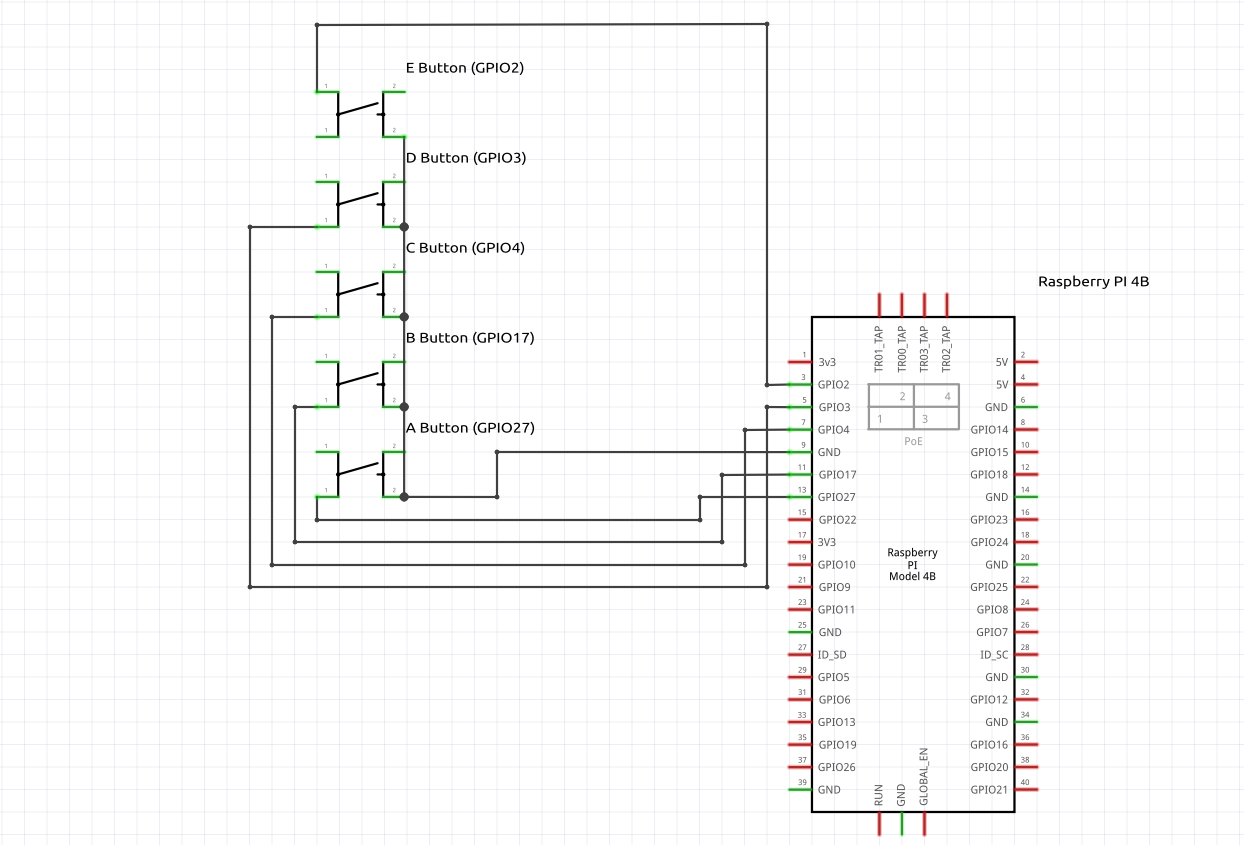 E Button (GPIO2)
1 2
1 2
D Button (GPIO3)
1 2
1 2
C Button (GPIO4)
1 2
1 2
B Button (GPIO17)
1 2
1 2
A Button (GPIO27)
1 2
1 2
Raspberry PI 4B
TR01_TAP
TR00_TAP
TR03_TAP
TR02_TAP
1 3v3 5V 2
3 GPIO2 5V 4
5 GPIO3 GND 6
7 GPIO4 GPIO14 8
9 GND GPIO15 10
11 GPIO17 GPIO18 12
13 GPIO27 GND 14
15 GPIO22 GPIO23 16
17 3V3 GPIO24 18
19 GPIO10 GND 20
21 GPIO9 GPIO25 22
23 GPIO11 GPIO8 24
25 GND GPIO7 26
27 ID_SD ID_SC 28
29 GPIO5 GND 30
31 GPIO6 GPIO12 32
33 GPIO13 GND 34
35 GPIO19 GPIO16 36
37 GPIO26 GPIO20 38
39 GND GPIO21 40
2 4
1 3
PoE
Raspberry
PI
Model 4B
RUN
GND
GLOBAL_EN